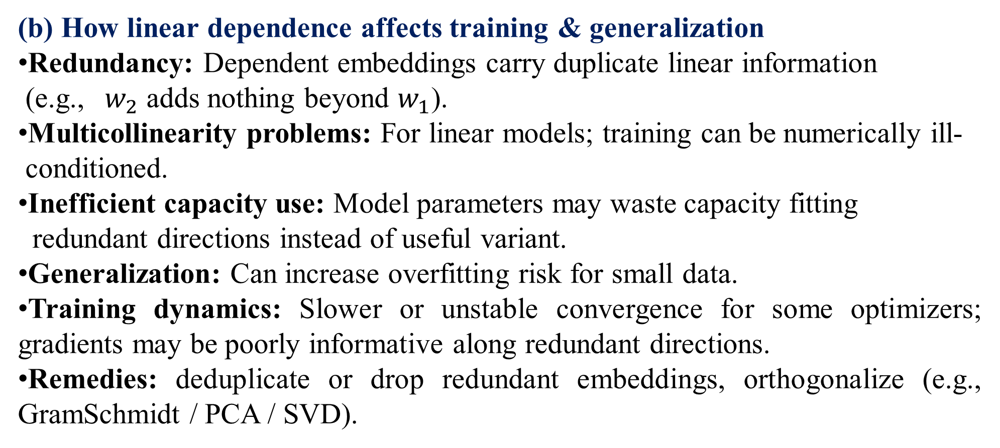 (b) How linear dependence affects training & generalization
•Redundancy: Dependent embeddings carry duplicate linear information
(e.g., w₂ adds nothing beyond w₁).
•Multicollinearity problems: For linear models; training can be numerically ill-
conditioned.
•Inefficient capacity use: Model parameters may waste capacity fitting
redundant directions instead of useful variant.
•Generalization: Can increase overfitting risk for small data.
•Training dynamics: Slower or unstable convergence for some optimizers;
gradients may be poorly informative along redundant directions.
•Remedies: deduplicate or drop redundant embeddings, orthogonalize (e.g.,
GramSchmidt / PCA / SVD).